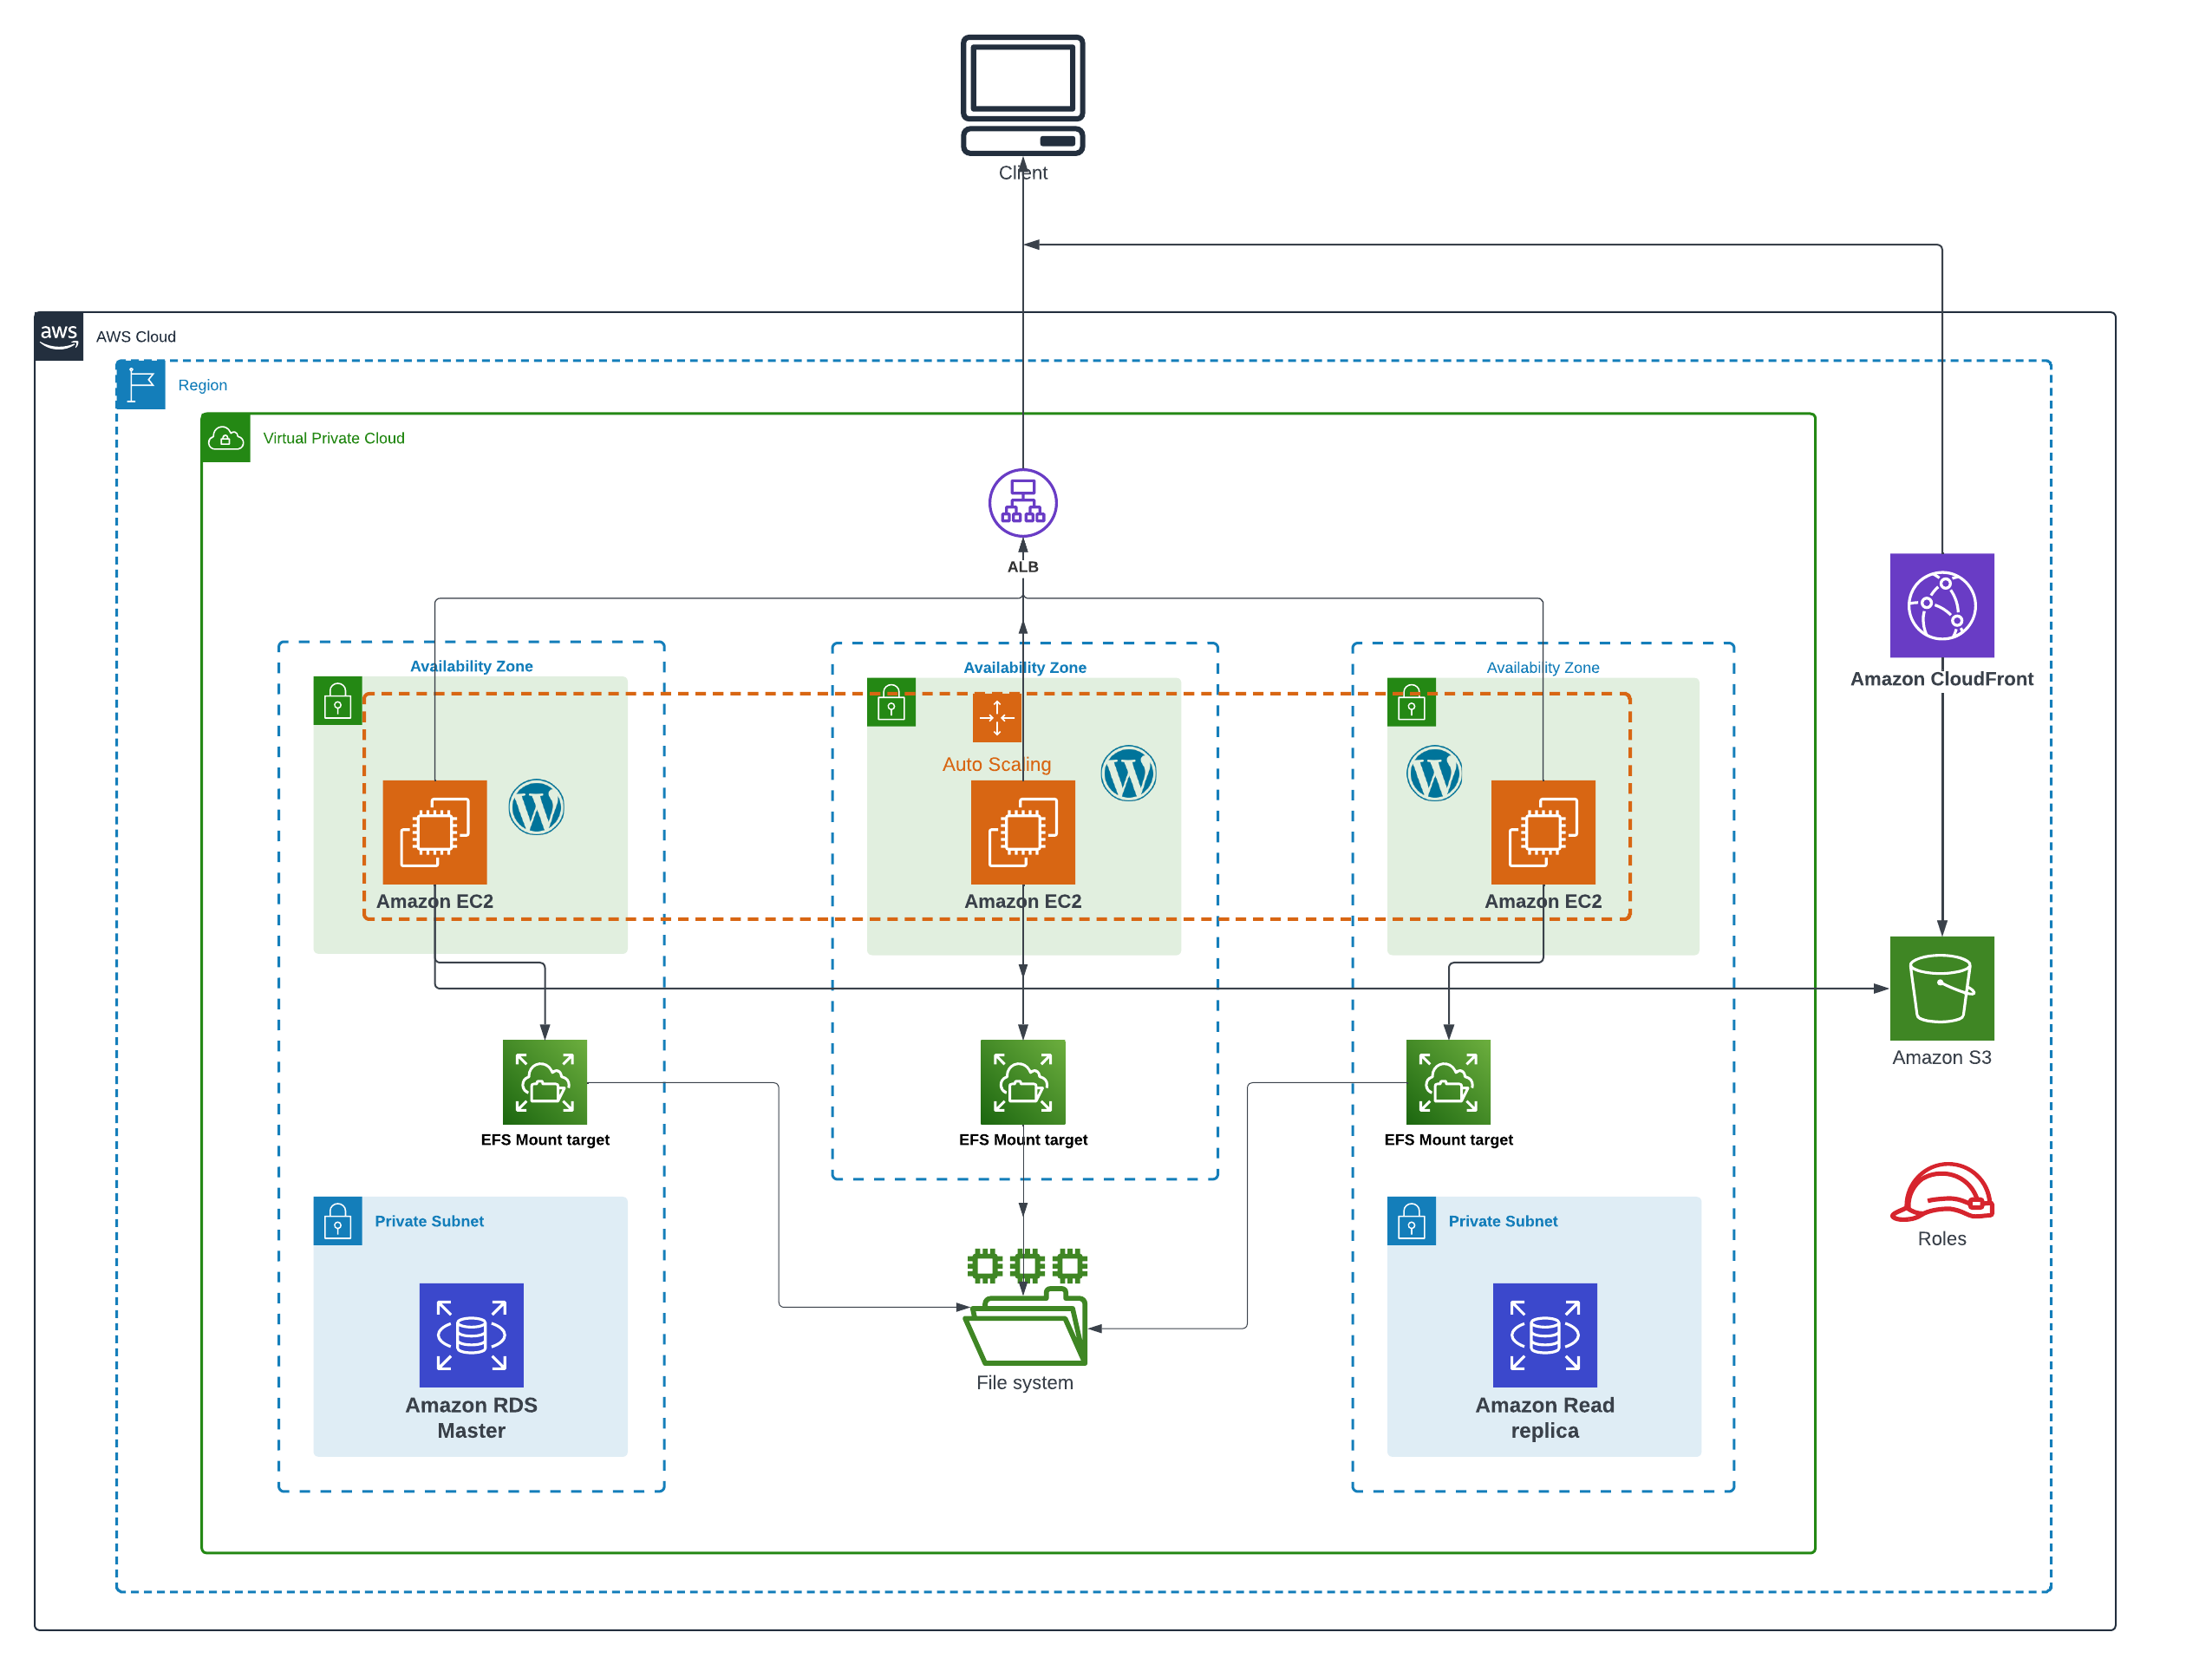 Client
aws
AWS Cloud
Region
Virtual Private Cloud
ALB
Availability Zone
Availability Zone
Availability Zone
Amazon CloudFront
Auto Scaling
Amazon EC2
Amazon EC2
Amazon EC2
Amazon S3
EFS Mount target
EFS Mount target
EFS Mount target
Private Subnet
Private Subnet
Roles
File system
Amazon RDS
Master
Amazon Read
replica